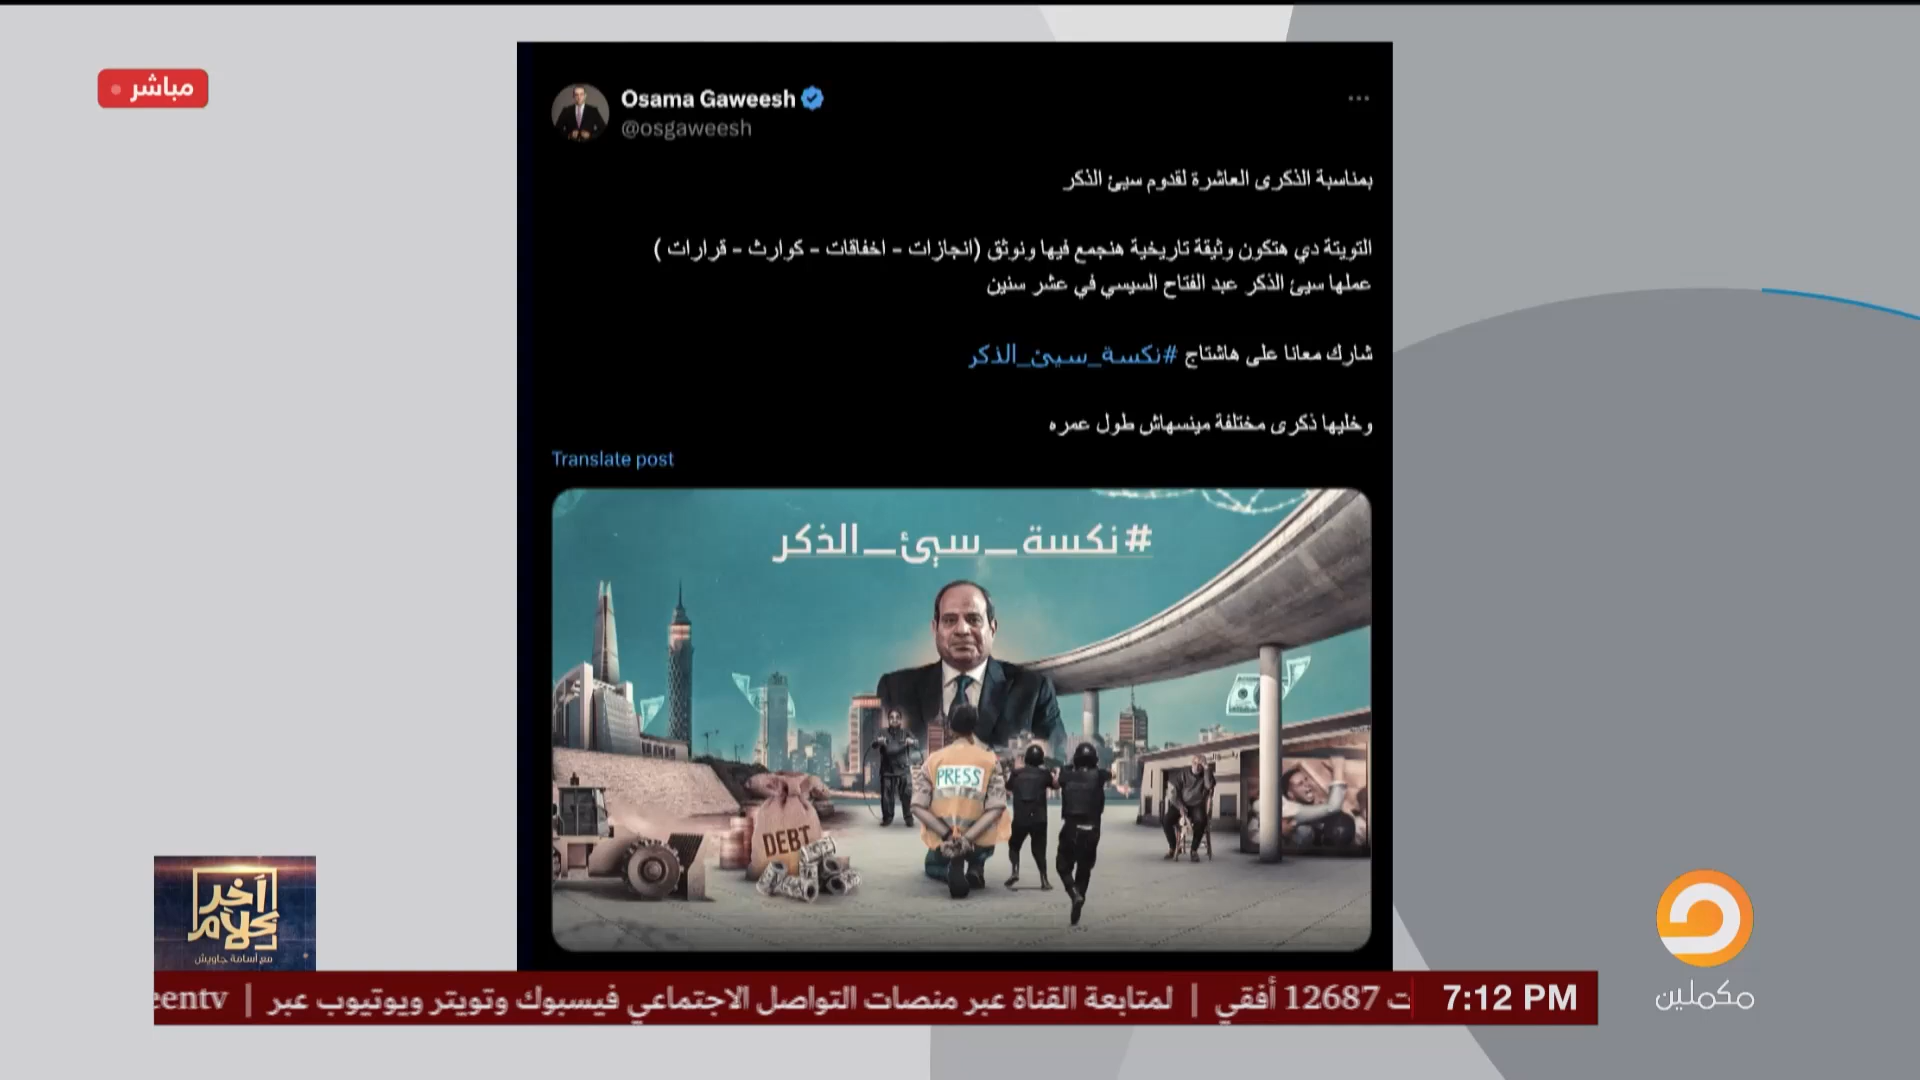 مباشر
Osama Gaweesh
@osgaweesh
بمناسبة الذكرى العاشرة لقدوم سيئ الذكر
التويتة دي هتكون وثيقة تاريخية هنجمع فيها ونوثق (انجازات - اخفاقات - كوارث - قرارات )
عملها سيئ الذكر عبد الفتاح السيسي في عشر سنين
شارك معانا على هاشتاج #نكسة_سيئ_الذكر
وخليها ذكرى مختلفة مينسهاش طول عمره
Translate post
#نكسة_سيئ_الذكر
PRESS
DEBT
آخر
كلام
مع أسامة جاويش
ت 12687 أفقي | لمتابعة القناة عبر منصات التواصل الاجتماعي فيسبوك وتويتر ويوتيوب عبر | eentv
7:12 PM
مكملين